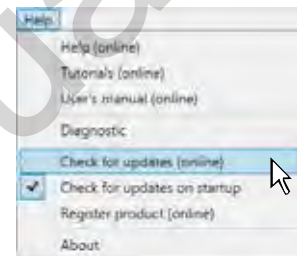 Help
Help (online)
Tutorials (online)
User's manual (online)
Diagnostic
Check for updates (online)
Check for updates on startup
Register product (online)
About